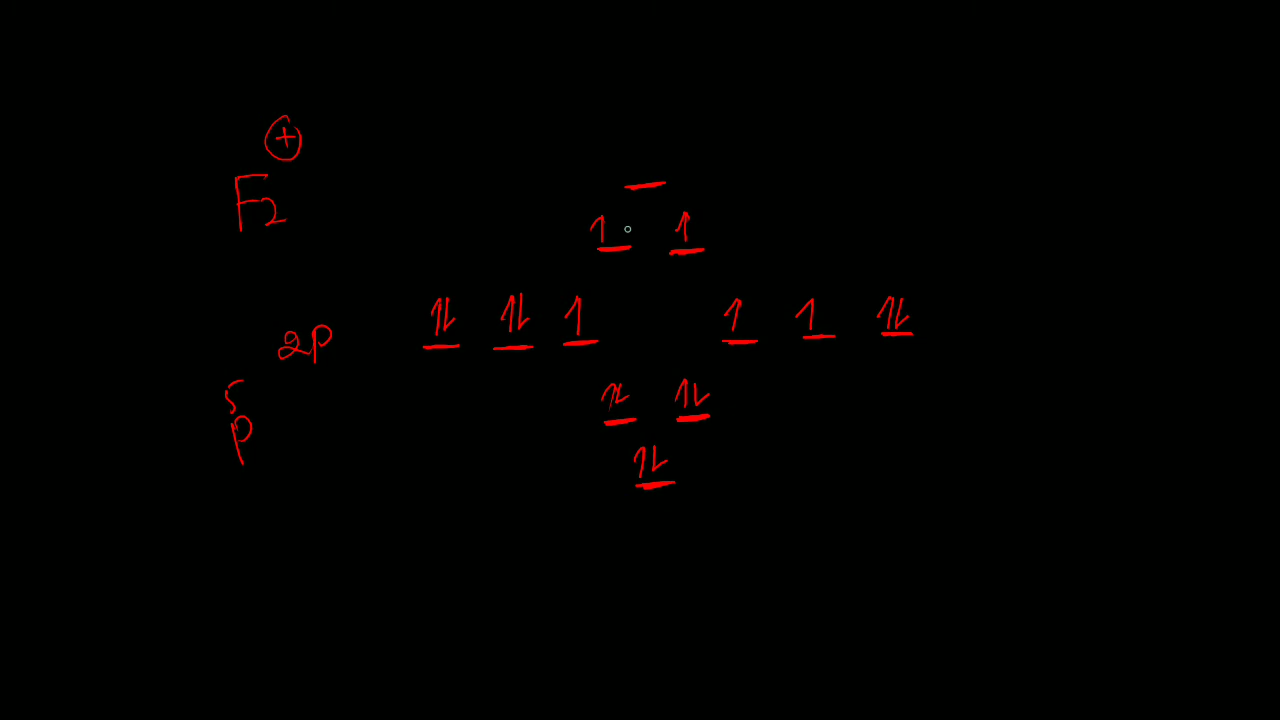 +
F2
↑ ↑
2p ↑↓ ↑↓ ↑ ↑ ↑ ↑↓
↑↓ ↑↓
p
↑↓